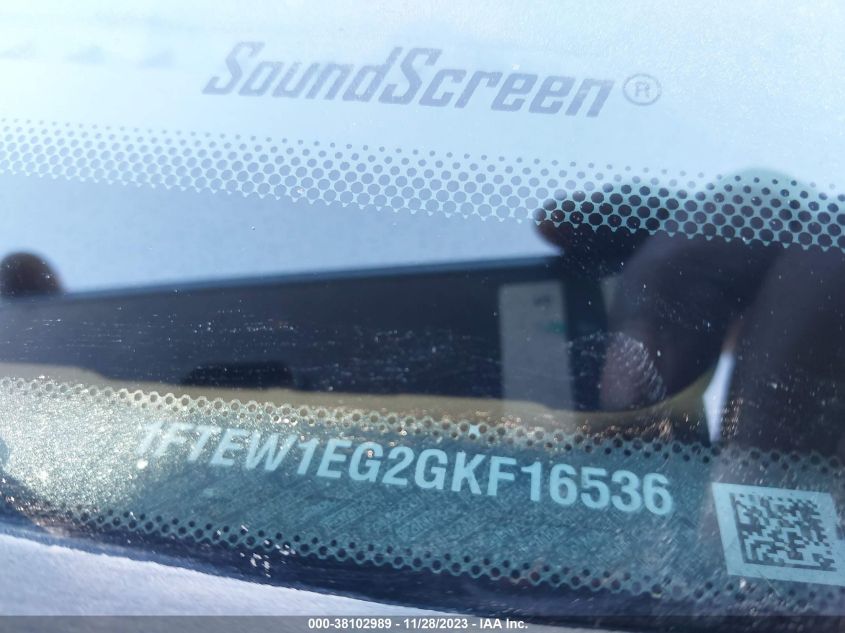 SoundScreen®
1FTEW1EG2GKF16536
000-38102989 - 11/28/2023 - IAA Inc.